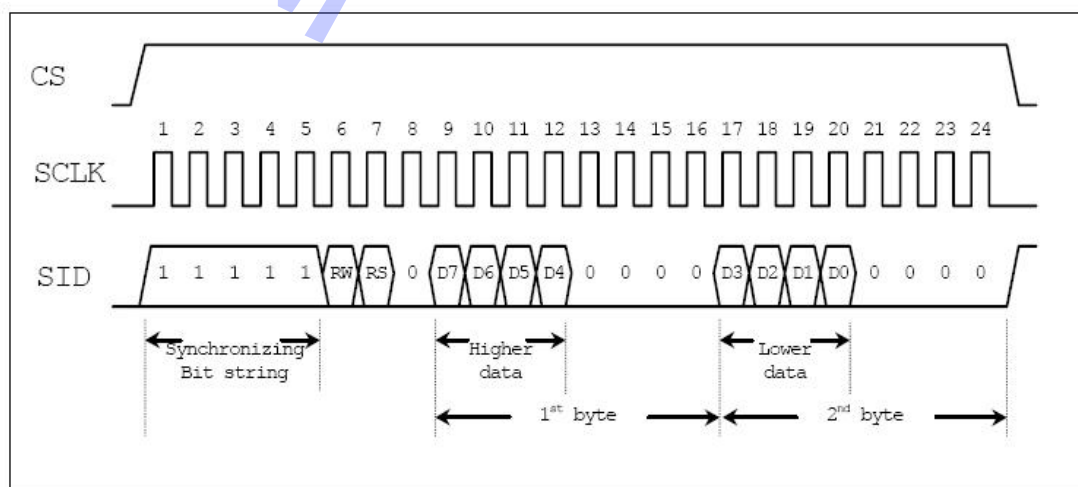 CS
1 2 3 4 5 6 7 8 9 10 11 12 13 14 15 16 17 18 19 20 21 22 23 24
SCLK
SID 1 1 1 1 1 RW RS 0 D7 D6 D5 D4 0 0 0 0 D3 D2 D1 D0 0 0 0 0
Synchronizing Higher Lower
Bit string data data
1st byte 2nd byte